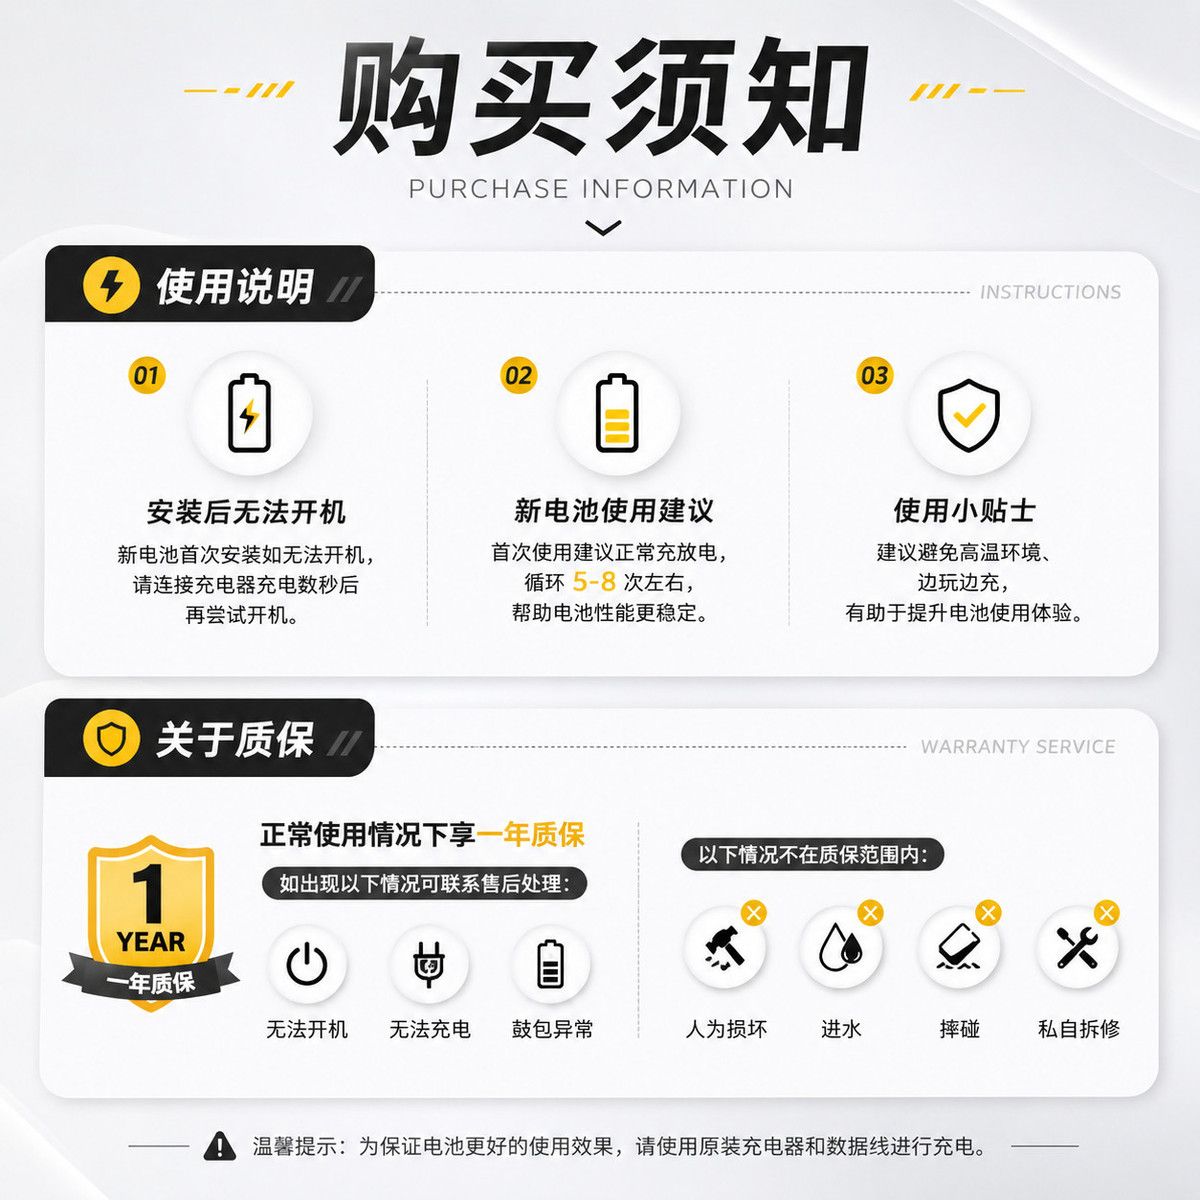 购买须知
PURCHASE INFORMATION
使用说明
INSTRUCTIONS
01
安装后无法开机
新电池首次安装如无法开机，
请连接充电器充电数秒后
再尝试开机。
02
新电池使用建议
首次使用建议正常充放电，
循环 5-8 次左右，
帮助电池性能更稳定。
03
使用小贴士
建议避免高温环境、
边玩边充，
有助于提升电池使用体验。
关于质保
WARRANTY SERVICE
1
YEAR
一年质保
正常使用情况下享一年质保
如出现以下情况可联系售后处理：
无法开机
无法充电
鼓包异常
以下情况不在质保范围内：
人为损坏
进水
摔碰
私自拆修
温馨提示：为保证电池更好的使用效果，请使用原装充电器和数据线进行充电。